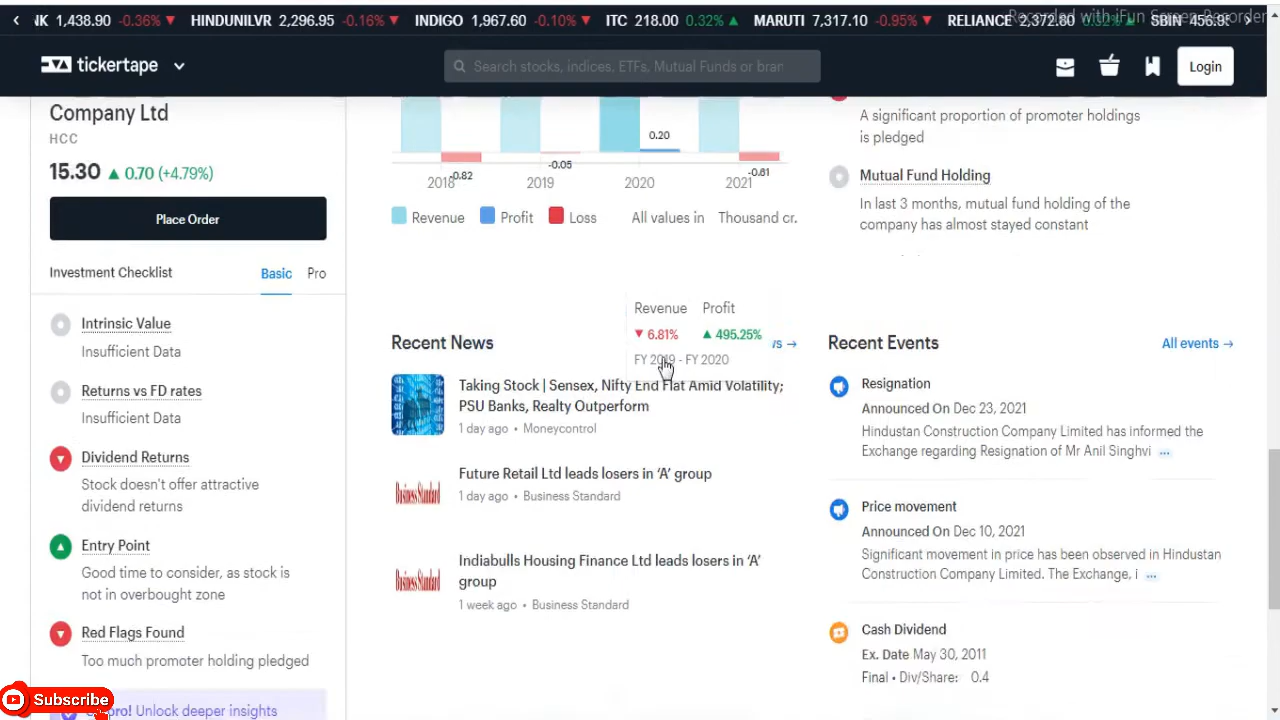 NK 1,438.90 -0.36% HINDUNILVR 2,296.95 -0.16% INDIGO 1,967.60 -0.10% ITC 218.00 0.32% MARUTI 7,317.10 -0.95% RELIANCE 2,372.80 0.32% SBIN 456.9
Recorded with iFun Screen Recorder
tickertape
Search stocks, indices, ETFs, Mutual Funds or bran
Login
Company Ltd
HCC
15.30 0.70 (+4.79%)
Place Order
Investment Checklist Basic Pro
Intrinsic Value
Insufficient Data
Returns vs FD rates
Insufficient Data
Dividend Returns
Stock doesn't offer attractive
dividend returns
Entry Point
Good time to consider, as stock is
not in overbought zone
Red Flags Found
Too much promoter holding pledged
pro! Unlock deeper insights
Subscribe
0.20
-0.82
-0.05
-0.61
2018 2019 2020 2021
Revenue Profit Loss All values in Thousand cr.
Revenue Profit
6.81% 495.25%
FY 2019 - FY 2020
Recent News
Taking Stock | Sensex, Nifty End Flat Amid Volatility;
PSU Banks, Realty Outperform
1 day ago • Moneycontrol
Future Retail Ltd leads losers in 'A' group
1 day ago • Business Standard
Business Standard
Indiabulls Housing Finance Ltd leads losers in 'A'
group
1 week ago • Business Standard
Business Standard
A significant proportion of promoter holdings
is pledged
Mutual Fund Holding
In last 3 months, mutual fund holding of the
company has almost stayed constant
Recent Events All events →
Resignation
Announced On Dec 23, 2021
Hindustan Construction Company Limited has informed the
Exchange regarding Resignation of Mr Anil Singhvi ...
Price movement
Announced On Dec 10, 2021
Significant movement in price has been observed in Hindustan
Construction Company Limited. The Exchange, i ...
Cash Dividend
Ex. Date May 30, 2011
Final • Div/Share: 0.4